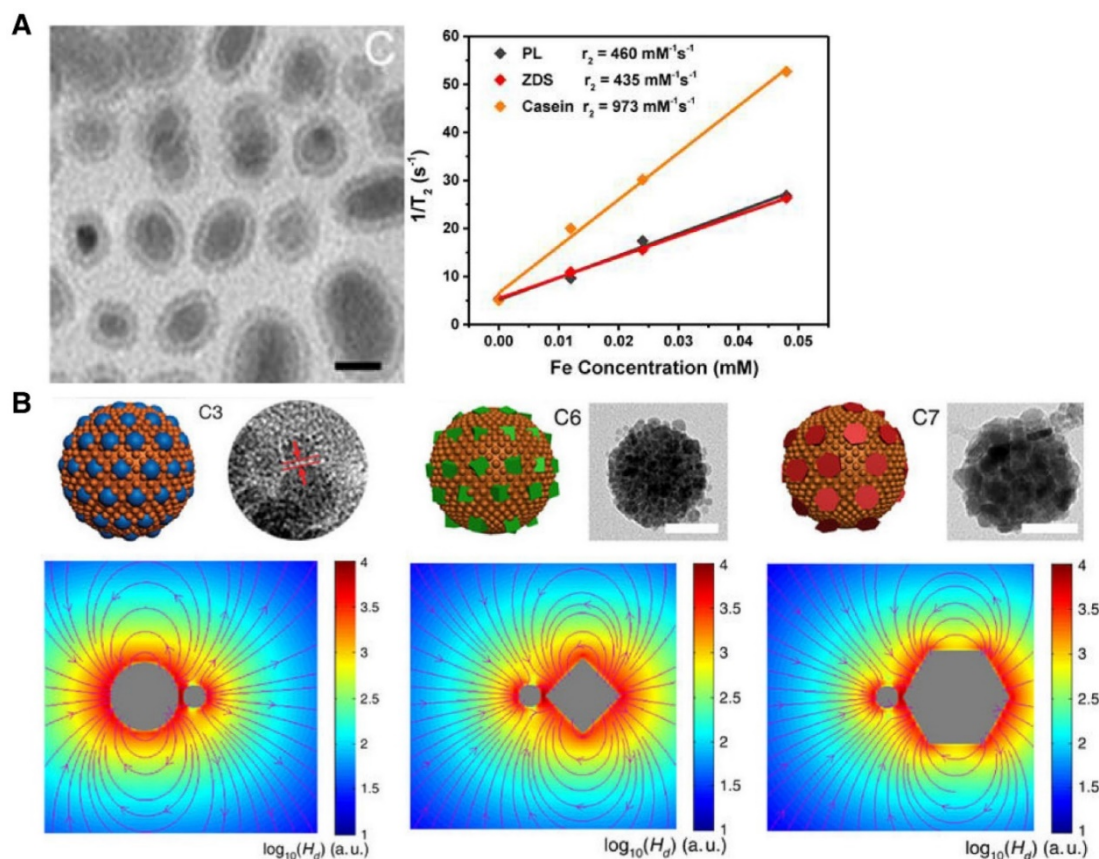 A
C
PL r₂ = 460 mM⁻¹s⁻¹
ZDS r₂ = 435 mM⁻¹s⁻¹
Casein r₂ = 973 mM⁻¹s⁻¹
60
50
40
30
20
10
0
1/T₂ (s⁻¹)
0.00 0.01 0.02 0.03 0.04 0.05
Fe Concentration (mM)
B
C3
C6
C7
4
3.5
3
2.5
2
1.5
1
log₁₀(H_d) (a.u.)
4
3.5
3
2.5
2
1.5
1
log₁₀(H_d) (a.u.)
4
3.5
3
2.5
2
1.5
1
log₁₀(H_d) (a.u.)